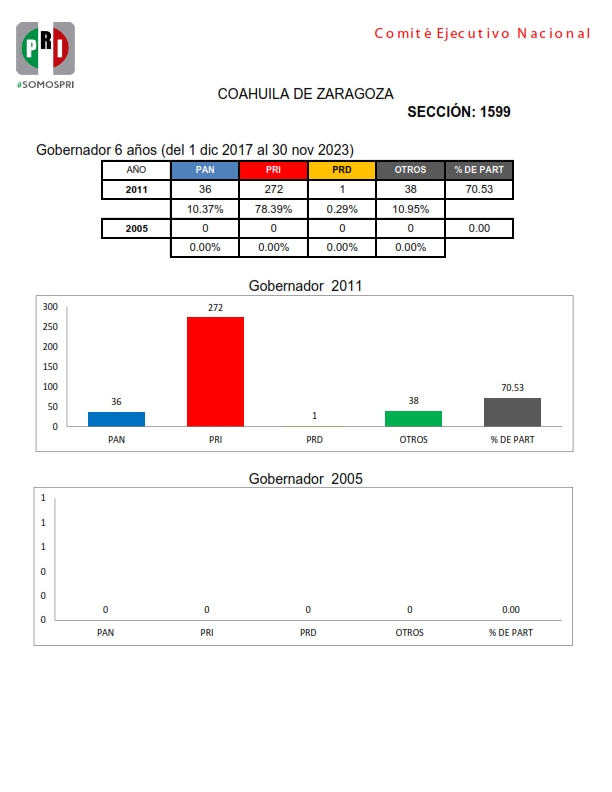 PRI
#SOMOSPRI
Comité Ejecutivo Nacional
COAHUILA DE ZARAGOZA
SECCIÓN: 1599
Gobernador 6 años (del 1 dic 2017 al 30 nov 2023)
AÑO PAN PRI PRD OTROS % DE PART
2011 36 272 1 38 70.53
10.37% 78.39% 0.29% 10.95%
2005 0 0 0 0 0.00
0.00% 0.00% 0.00% 0.00%
Gobernador 2011
300
250
200
150
100
50
0
36 272 1 38 70.53
PAN PRI PRD OTROS % DE PART
Gobernador 2005
1
1
1
0
0
0
0 0 0 0 0.00
PAN PRI PRD OTROS % DE PART